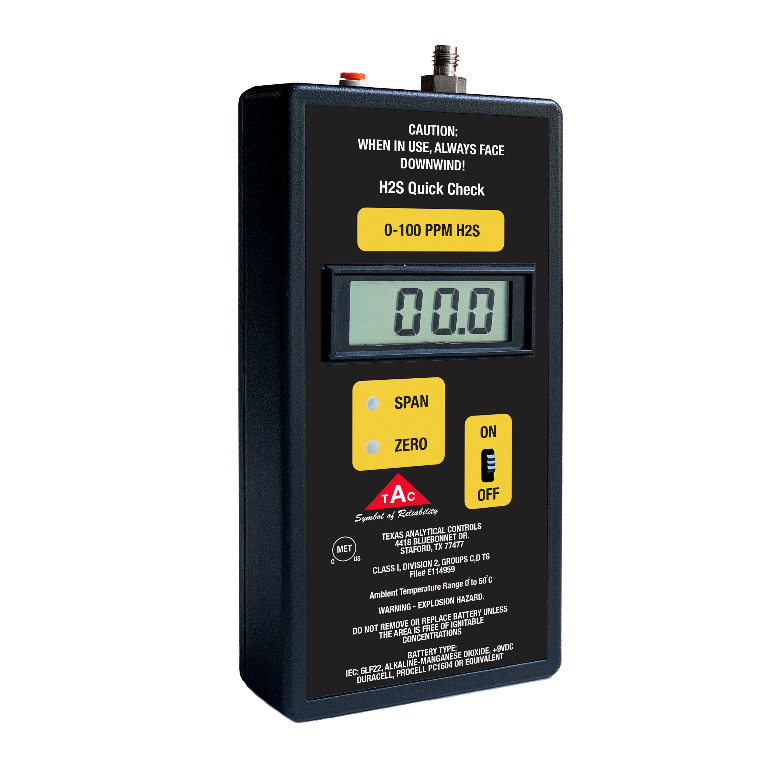 CAUTION:
WHEN IN USE, ALWAYS FACE
DOWNWIND!
H2S Quick Check
0-100 PPM H2S
00.0
SPAN
ZERO
ON
OFF
TAC
Symbol of Reliability
TEXAS ANALYTICAL CONTROLS
4418 BLUEBONNET DR.
STAFORD, TX 77477
C MET US
CLASS I, DIVISION 2, GROUPS C,D T6
File# E114959
Ambient Temperature Range 0° to 50°C
WARNING - EXPLOSION HAZARD.
DO NOT REMOVE OR REPLACE BATTERY UNLESS
THE AREA IS FREE OF IGNITABLE
CONCENTRATIONS
BATTERY TYPE:
IEC: 6LF22, ALKALINE-MANGANESE DIOXIDE, +9VDC
DURACELL, PROCELL PC1604 OR EQUIVALENT